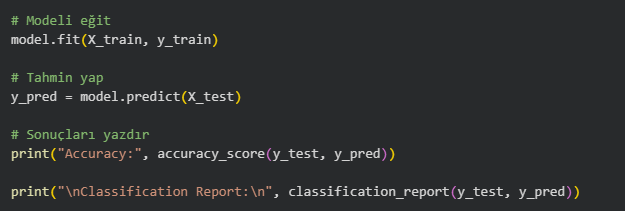 # Modeli eğit
model.fit(X_train, y_train)
# Tahmin yap
y_pred = model.predict(X_test)
# Sonuçları yazdır
print("Accuracy:", accuracy_score(y_test, y_pred))
print("\nClassification Report:\n", classification_report(y_test, y_pred))